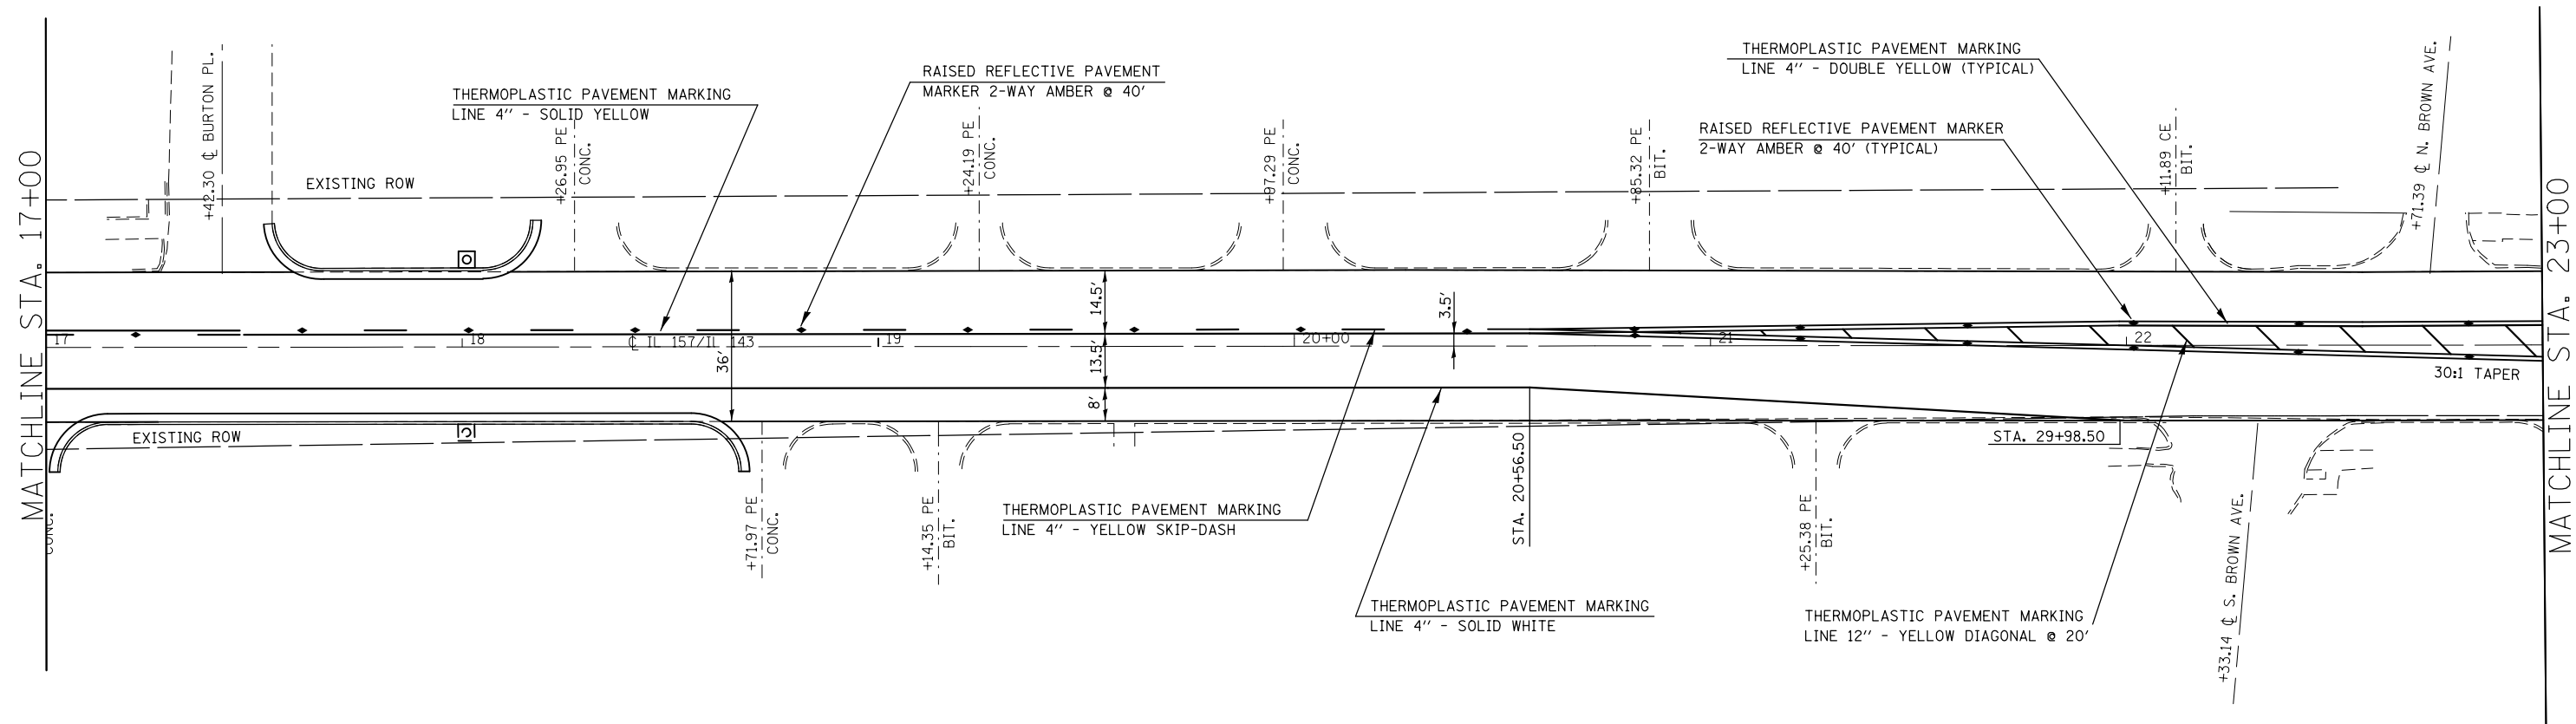 MATCHLINE STA. 17+00
+42.30 ℄ BURTON PL.
THERMOPLASTIC PAVEMENT MARKING
LINE 4" - SOLID YELLOW
RAISED REFLECTIVE PAVEMENT
MARKER 2-WAY AMBER @ 40'
THERMOPLASTIC PAVEMENT MARKING
LINE 4" - DOUBLE YELLOW (TYPICAL)
RAISED REFLECTIVE PAVEMENT MARKER
2-WAY AMBER @ 40' (TYPICAL)
EXISTING ROW
+26.95 PE
CONC.
+24.19 PE
CONC.
+97.29 PE
CONC.
+85.32 PE
BIT.
+11.89 CE
BIT.
+71.39 ℄ N. BROWN AVE.
MATCHLINE STA. 23+00
17
18
℄ IL 157/IL 143
19
20+00
21
22
36'
14.5'
13.5'
8'
3.5'
30:1 TAPER
EXISTING ROW
CONC.
+71.97 PE
CONC.
+14.35 PE
BIT.
THERMOPLASTIC PAVEMENT MARKING
LINE 4" - YELLOW SKIP-DASH
STA. 20+56.50
STA. 29+98.50
+25.38 PE
BIT.
THERMOPLASTIC PAVEMENT MARKING
LINE 4" - SOLID WHITE
THERMOPLASTIC PAVEMENT MARKING
LINE 12" - YELLOW DIAGONAL @ 20'
+33.14 ℄ S. BROWN AVE.